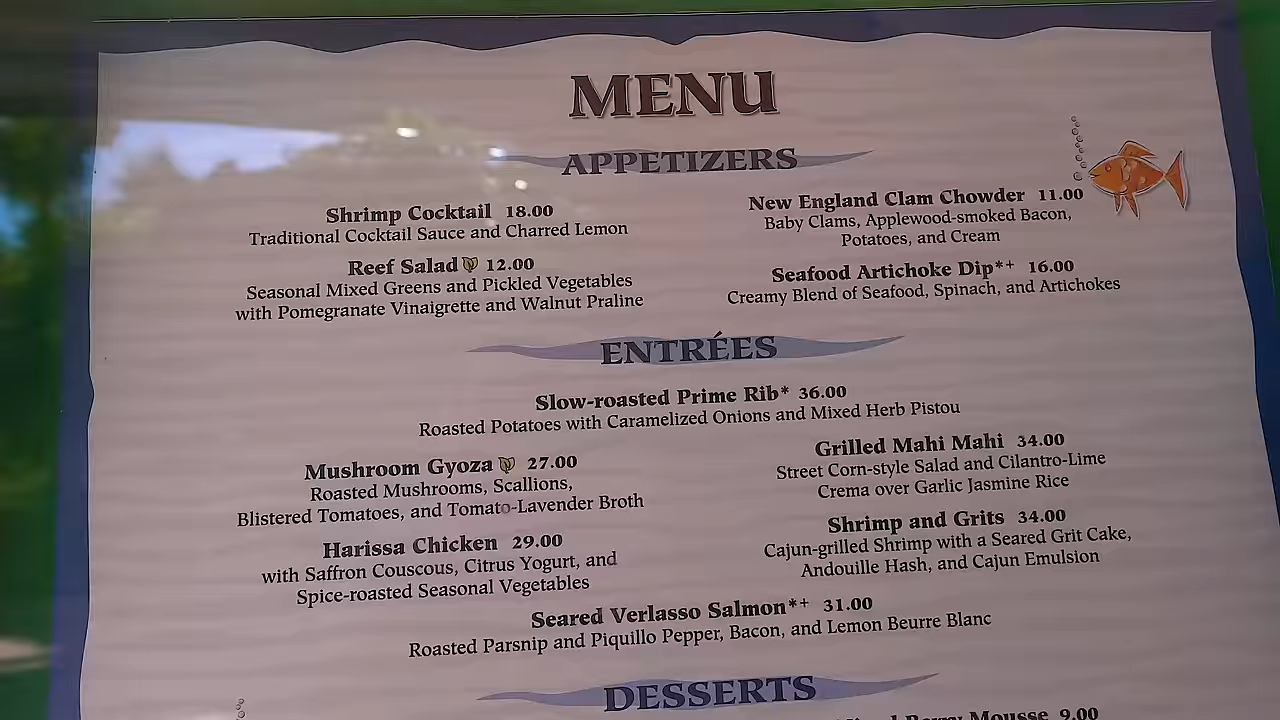 MENU
APPETIZERS
Shrimp Cocktail 18.00
Traditional Cocktail Sauce and Charred Lemon
Reef Salad 12.00
Seasonal Mixed Greens and Pickled Vegetables
with Pomegranate Vinaigrette and Walnut Praline
New England Clam Chowder 11.00
Baby Clams, Applewood-smoked Bacon,
Potatoes, and Cream
Seafood Artichoke Dip*+ 16.00
Creamy Blend of Seafood, Spinach, and Artichokes
ENTRÉES
Slow-roasted Prime Rib* 36.00
Roasted Potatoes with Caramelized Onions and Mixed Herb Pistou
Mushroom Gyoza 27.00
Roasted Mushrooms, Scallions,
Blistered Tomatoes, and Tomato-Lavender Broth
Harissa Chicken 29.00
with Saffron Couscous, Citrus Yogurt, and
Spice-roasted Seasonal Vegetables
Grilled Mahi Mahi 34.00
Street Corn-style Salad and Cilantro-Lime
Crema over Garlic Jasmine Rice
Shrimp and Grits 34.00
Cajun-grilled Shrimp with a Seared Grit Cake,
Andouille Hash, and Cajun Emulsion
Seared Verlasso Salmon*+ 31.00
Roasted Parsnip and Piquillo Pepper, Bacon, and Lemon Beurre Blanc
DESSERTS
Mousse 9.00